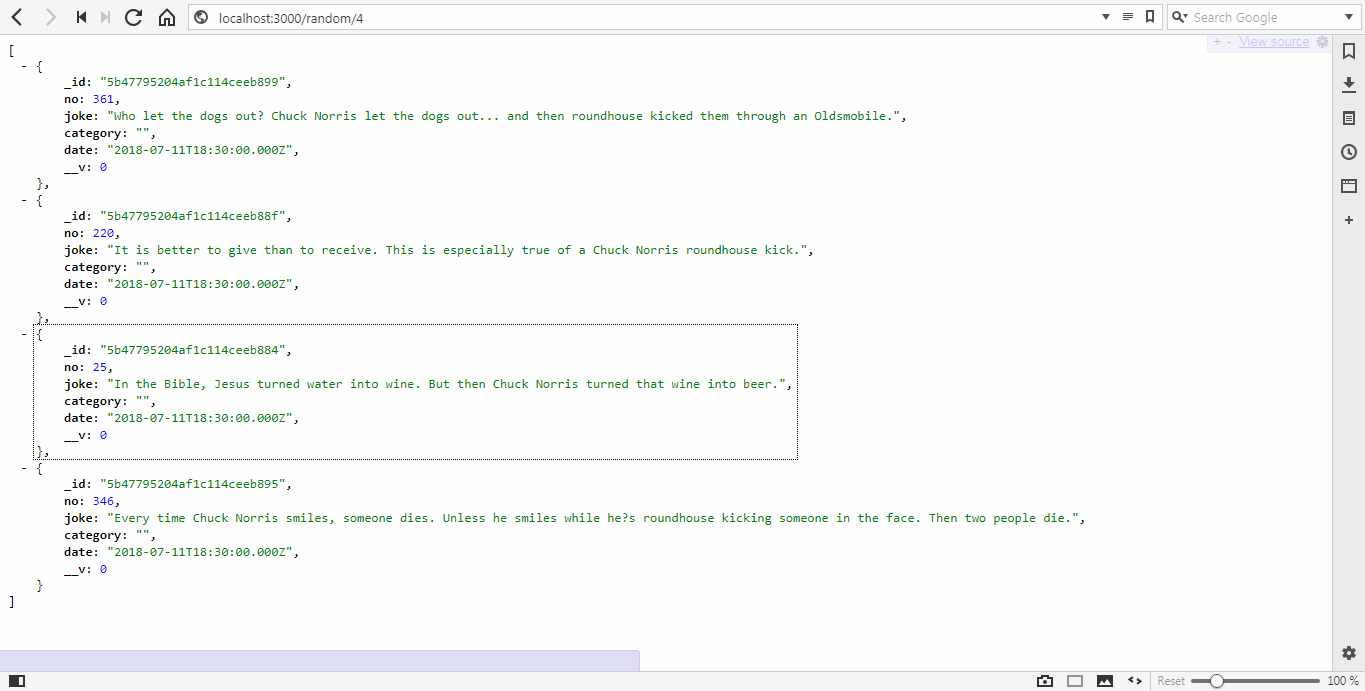 localhost:3000/random/4
Search Google
+ - View source
[
- {
_id: "5b47795204af1c114ceeb899",
no: 361,
joke: "Who let the dogs out? Chuck Norris let the dogs out... and then roundhouse kicked them through an Oldsmobile.",
category: "",
date: "2018-07-11T18:30:00.000Z",
__v: 0
},
- {
_id: "5b47795204af1c114ceeb88f",
no: 220,
joke: "It is better to give than to receive. This is especially true of a Chuck Norris roundhouse kick.",
category: "",
date: "2018-07-11T18:30:00.000Z",
__v: 0
},
- {
_id: "5b47795204af1c114ceeb884",
no: 25,
joke: "In the Bible, Jesus turned water into wine. But then Chuck Norris turned that wine into beer.",
category: "",
date: "2018-07-11T18:30:00.000Z",
__v: 0
},
- {
_id: "5b47795204af1c114ceeb895",
no: 346,
joke: "Every time Chuck Norris smiles, someone dies. Unless he smiles while he?s roundhouse kicking someone in the face. Then two people die.",
category: "",
date: "2018-07-11T18:30:00.000Z",
__v: 0
}
]
Reset 100 %